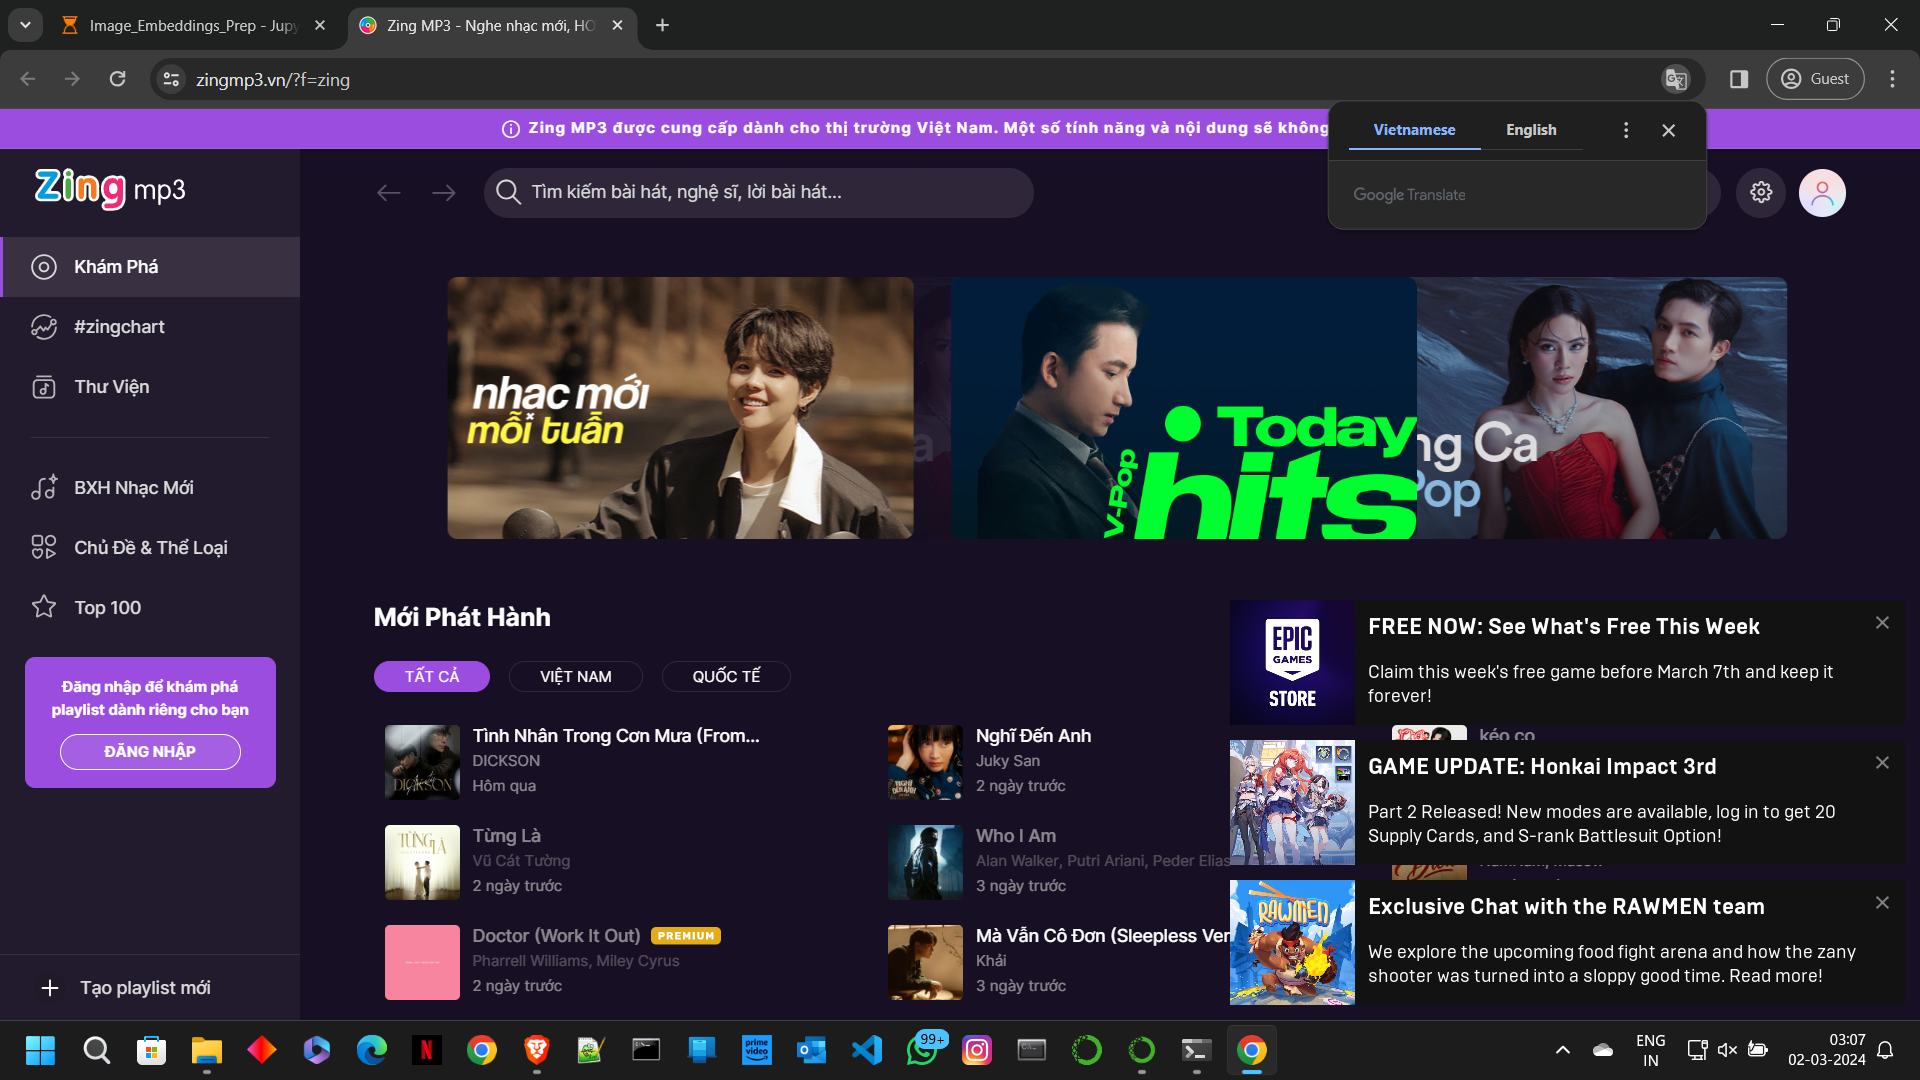 Image_Embeddings_Prep - Jupy
Zing MP3 - Nghe nhạc mới, HO
zingmp3.vn/?f=zing
Guest
Zing MP3 được cung cấp dành cho thị trường Việt Nam. Một số tính năng và nội dung sẽ không
Vietnamese
English
Google Translate
Zing mp3
Tìm kiếm bài hát, nghệ sĩ, lời bài hát...
Khám Phá
#zingchart
Thư Viện
BXH Nhạc Mới
Chủ Đề & Thể Loại
Top 100
Đăng nhập để khám phá
playlist dành riêng cho bạn
ĐĂNG NHẬP
Tạo playlist mới
nhạc mới
mỗi tuần
Today
V-Pop
hits
ng Ca
Pop
Mới Phát Hành
TẤT CẢ
VIỆT NAM
QUỐC TẾ
Tình Nhân Trong Cơn Mưa (From...
DICKSON
Hôm qua
Từng Là
Vũ Cát Tường
2 ngày trước
Doctor (Work It Out) PREMIUM
Pharrell Williams, Miley Cyrus
2 ngày trước
Nghĩ Đến Anh
Juky San
2 ngày trước
Who I Am
Alan Walker, Putri Ariani, Peder Elias
3 ngày trước
Mà Vẫn Cô Đơn (Sleepless Ver
Khải
3 ngày trước
kéo co
EPIC
GAMES
STORE
FREE NOW: See What's Free This Week
Claim this week's free game before March 7th and keep it
forever!
GAME UPDATE: Honkai Impact 3rd
Part 2 Released! New modes are available, log in to get 20
Supply Cards, and S-rank Battlesuit Option!
RAWMEN
Exclusive Chat with the RAWMEN team
We explore the upcoming food fight arena and how the zany
shooter was turned into a sloppy good time. Read more!
prime
video
99+
ENG
IN
03:07
02-03-2024